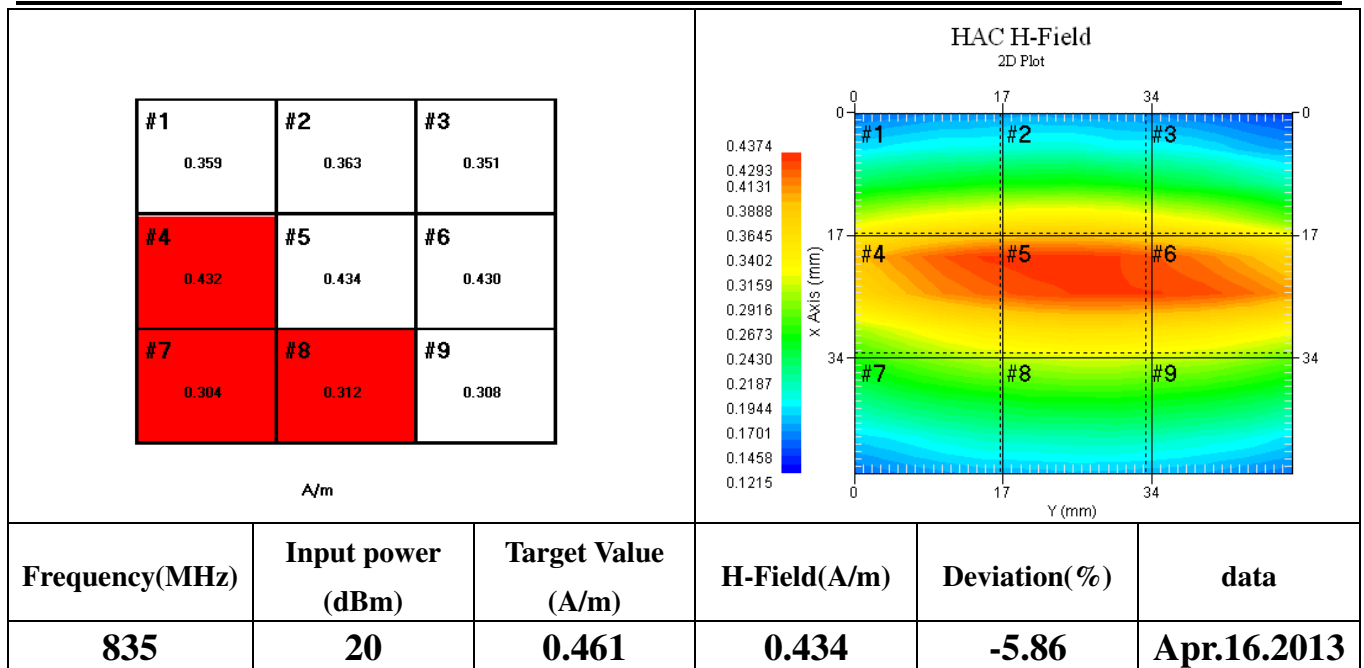 #1 #2 #3
0.359 0.363 0.351
#4 #5 #6
0.432 0.434 0.430
#7 #8 #9
0.304 0.312 0.308
A/m
HAC H-Field
2D Plot
0 17 34
0 0
#1 #2 #3
0.4374
0.4293
0.4131
0.3888
0.3645
0.3402
0.3159
0.2916
0.2673
0.2430
0.2187
0.1944
0.1701
0.1458
0.1215
x Axis (mm)
17 17
#4 #5 #6
34 34
#7 #8 #9
0 17 34
Y (mm)
Frequency(MHz) Input power (dBm) Target Value (A/m) H-Field(A/m) Deviation(%) data
835 20 0.461 0.434 -5.86 Apr.16.2013